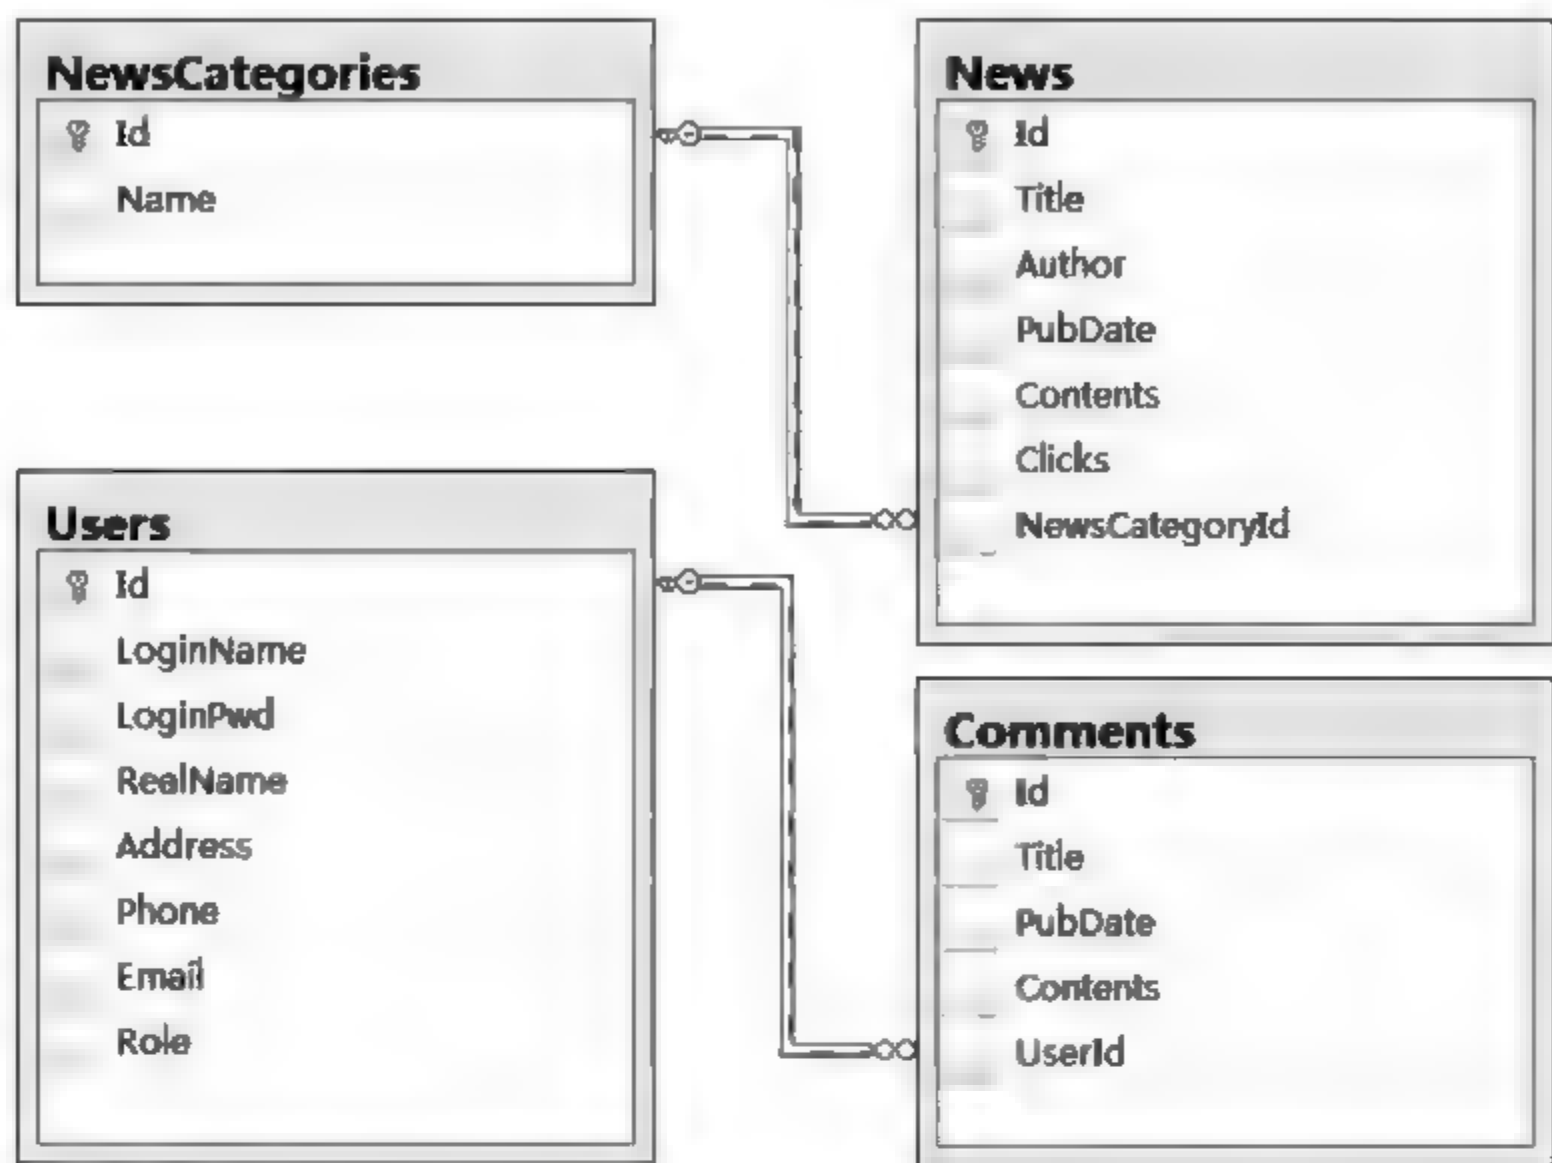 NewsCategories
Id
Name
News
Id
Title
Author
PubDate
Contents
Clicks
NewsCategoryId
Users
Id
LoginName
LoginPwd
RealName
Address
Phone
Email
Role
Comments
Id
Title
PubDate
Contents
UserId